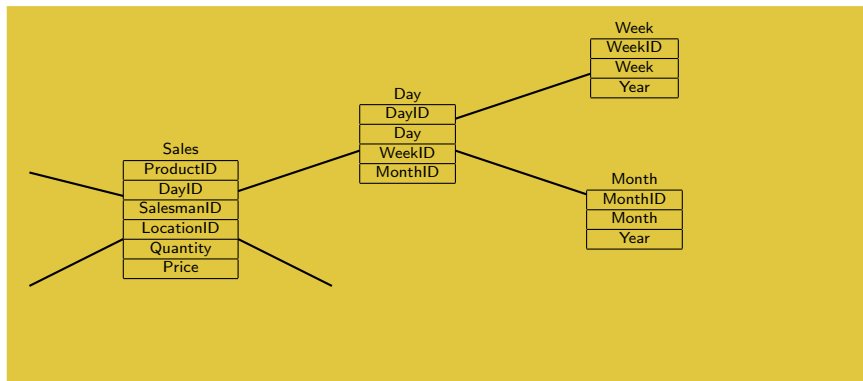 Sales
ProductID
DayID
SalesmanID
LocationID
Quantity
Price
Day
DayID
Day
WeekID
MonthID
Week
WeekID
Week
Year
Month
MonthID
Month
Year